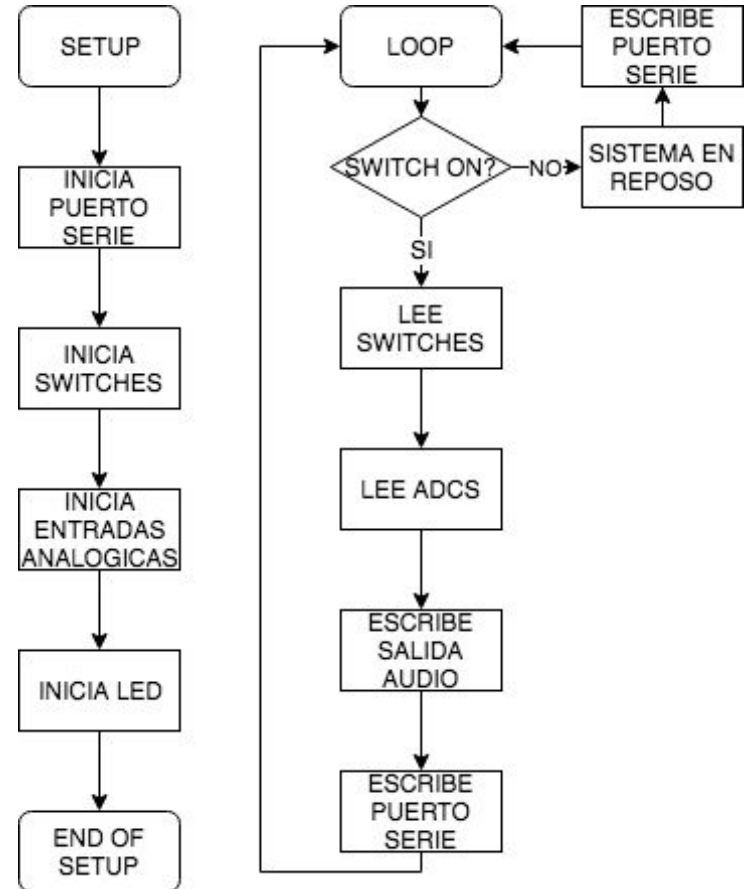 SETUP
INICIA
PUERTO
SERIE
INICIA
SWITCHES
INICIA
ENTRADAS
ANALOGICAS
INICIA LED
END OF
SETUP
LOOP
SWITCH ON?
NO
SISTEMA EN
REPOSO
ESCRIBE
PUERTO
SERIE
SI
LEE
SWITCHES
LEE ADCS
ESCRIBE
SALIDA
AUDIO
ESCRIBE
PUERTO
SERIE